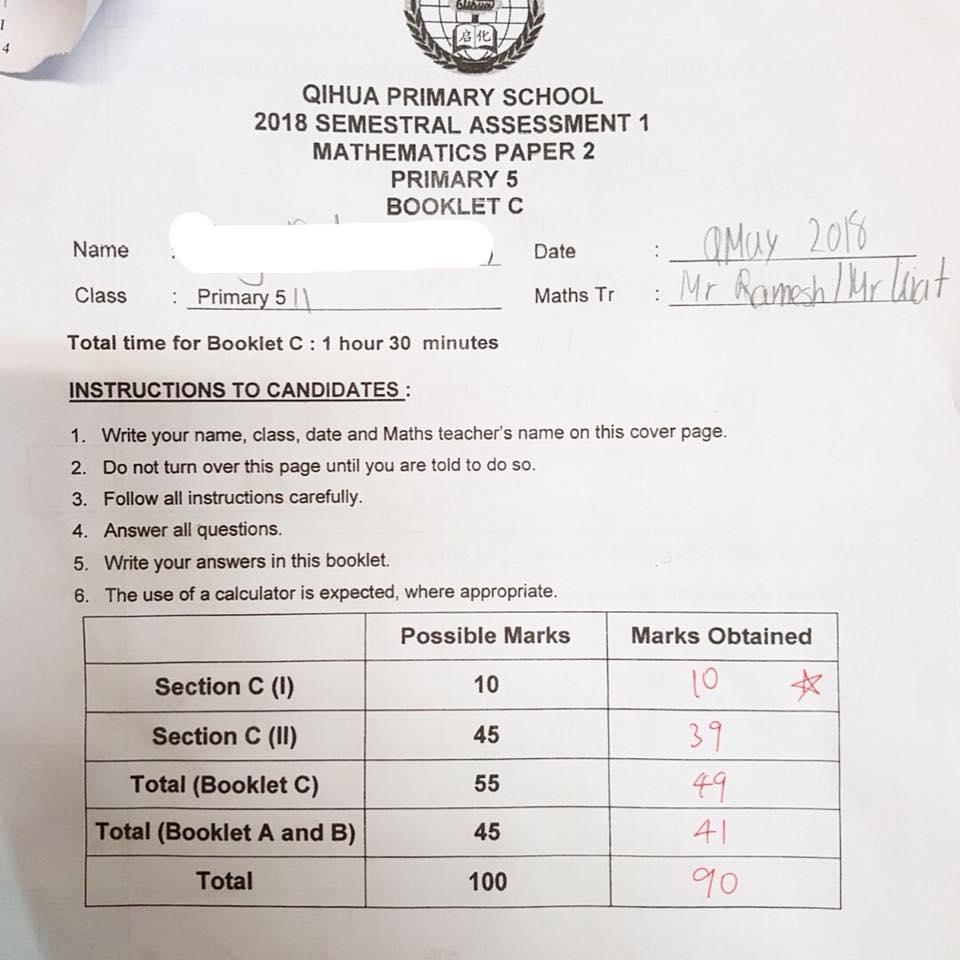 1
4
Qihua
启化
QIHUA PRIMARY SCHOOL
2018 SEMESTRAL ASSESSMENT 1
MATHEMATICS PAPER 2
PRIMARY 5
BOOKLET C
Name : )
Date : 9 May 2018
Class : Primary 5
Maths Tr : Mr Ramesh / Mr
Total time for Booklet C : 1 hour 30 minutes
INSTRUCTIONS TO CANDIDATES :
1. Write your name, class, date and Maths teacher's name on this cover page.
2. Do not turn over this page until you are told to do so.
3. Follow all instructions carefully.
4. Answer all questions.
5. Write your answers in this booklet.
6. The use of a calculator is expected, where appropriate.
Possible Marks Marks Obtained
Section C (I) 10 10
Section C (II) 45 39
Total (Booklet C) 55 49
Total (Booklet A and B) 45 41
Total 100 90